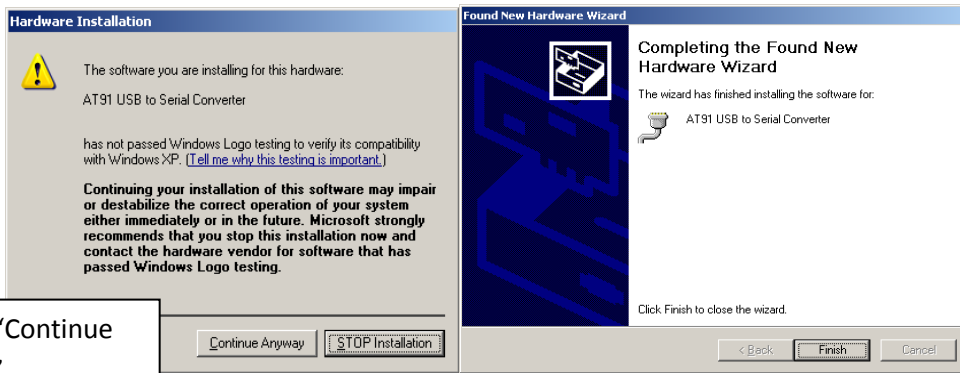 Hardware Installation
The software you are installing for this hardware:
AT91 USB to Serial Converter
has not passed Windows Logo testing to verify its compatibility
with Windows XP. (Tell me why this testing is important.)
Continuing your installation of this software may impair
or destabilize the correct operation of your system
either immediately or in the future. Microsoft strongly
recommends that you stop this installation now and
contact the hardware vendor for software that has
passed Windows Logo testing.
Continue Anyway
STOP Installation
“Continue
Found New Hardware Wizard
Completing the Found New
Hardware Wizard
The wizard has finished installing the software for:
AT91 USB to Serial Converter
Click Finish to close the wizard.
< Back
Finish
Cancel